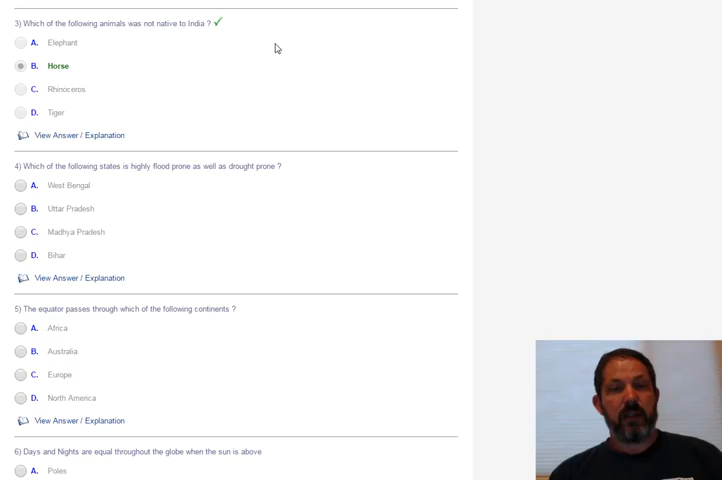 3) Which of the following animals was not native to India ?
A. Elephant
B. Horse
C. Rhinoceros
D. Tiger
View Answer / Explanation
4) Which of the following states is highly flood prone as well as drought prone ?
A. West Bengal
B. Uttar Pradesh
C. Madhya Pradesh
D. Bihar
View Answer / Explanation
5) The equator passes through which of the following continents ?
A. Africa
B. Australia
C. Europe
D. North America
View Answer / Explanation
6) Days and Nights are equal throughout the globe when the sun is above
A. Poles